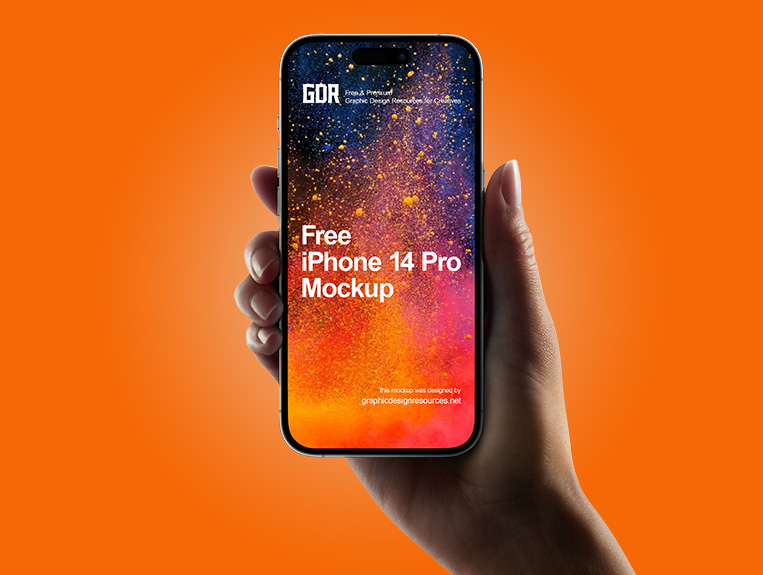 GDR
Free & Premium
Graphic Design Resources for Creatives
Free
iPhone 14 Pro
Mockup
this mockup was designed by
graphicdesignresources.net